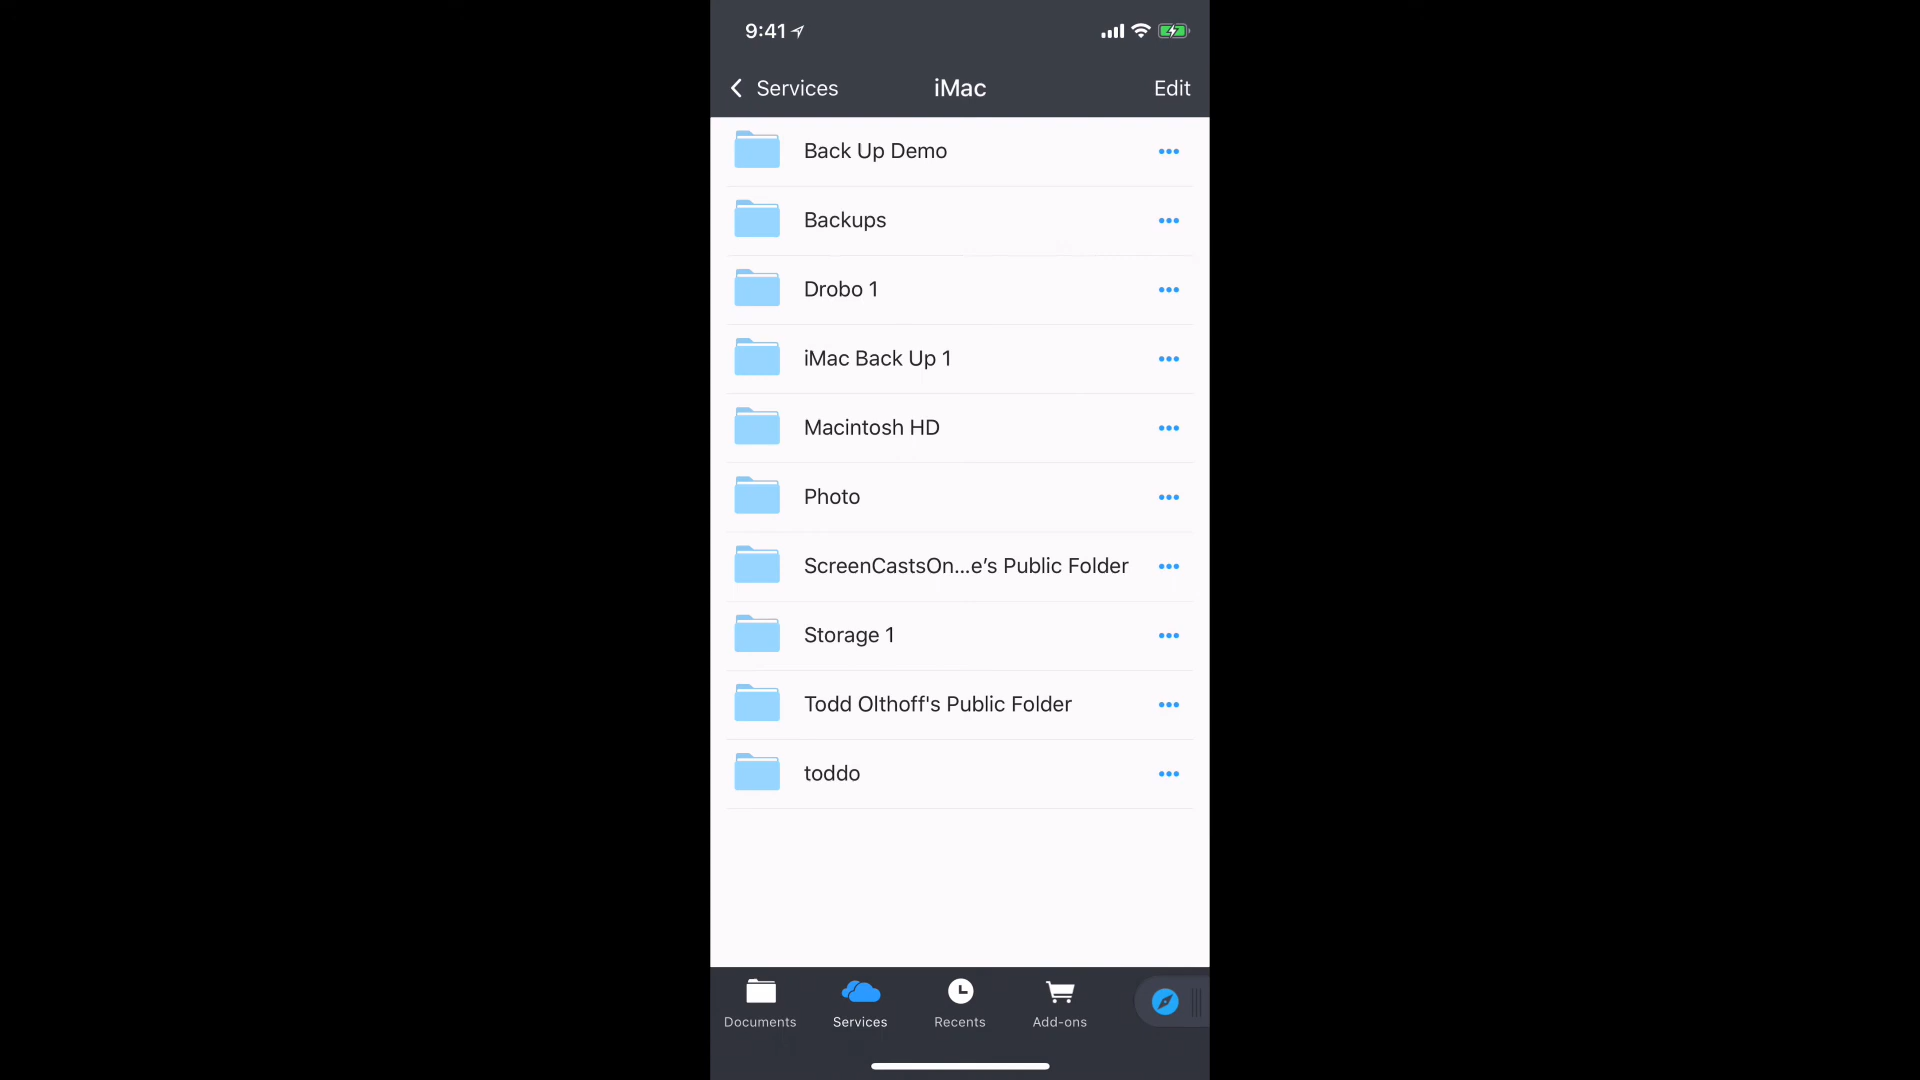 9:41
Services
iMac
Edit
Back Up Demo
Backups
Drobo 1
iMac Back Up 1
Macintosh HD
Photo
ScreenCastsOn...e’s Public Folder
Storage 1
Todd Olthoff's Public Folder
toddo
Documents
Services
Recents
Add-ons